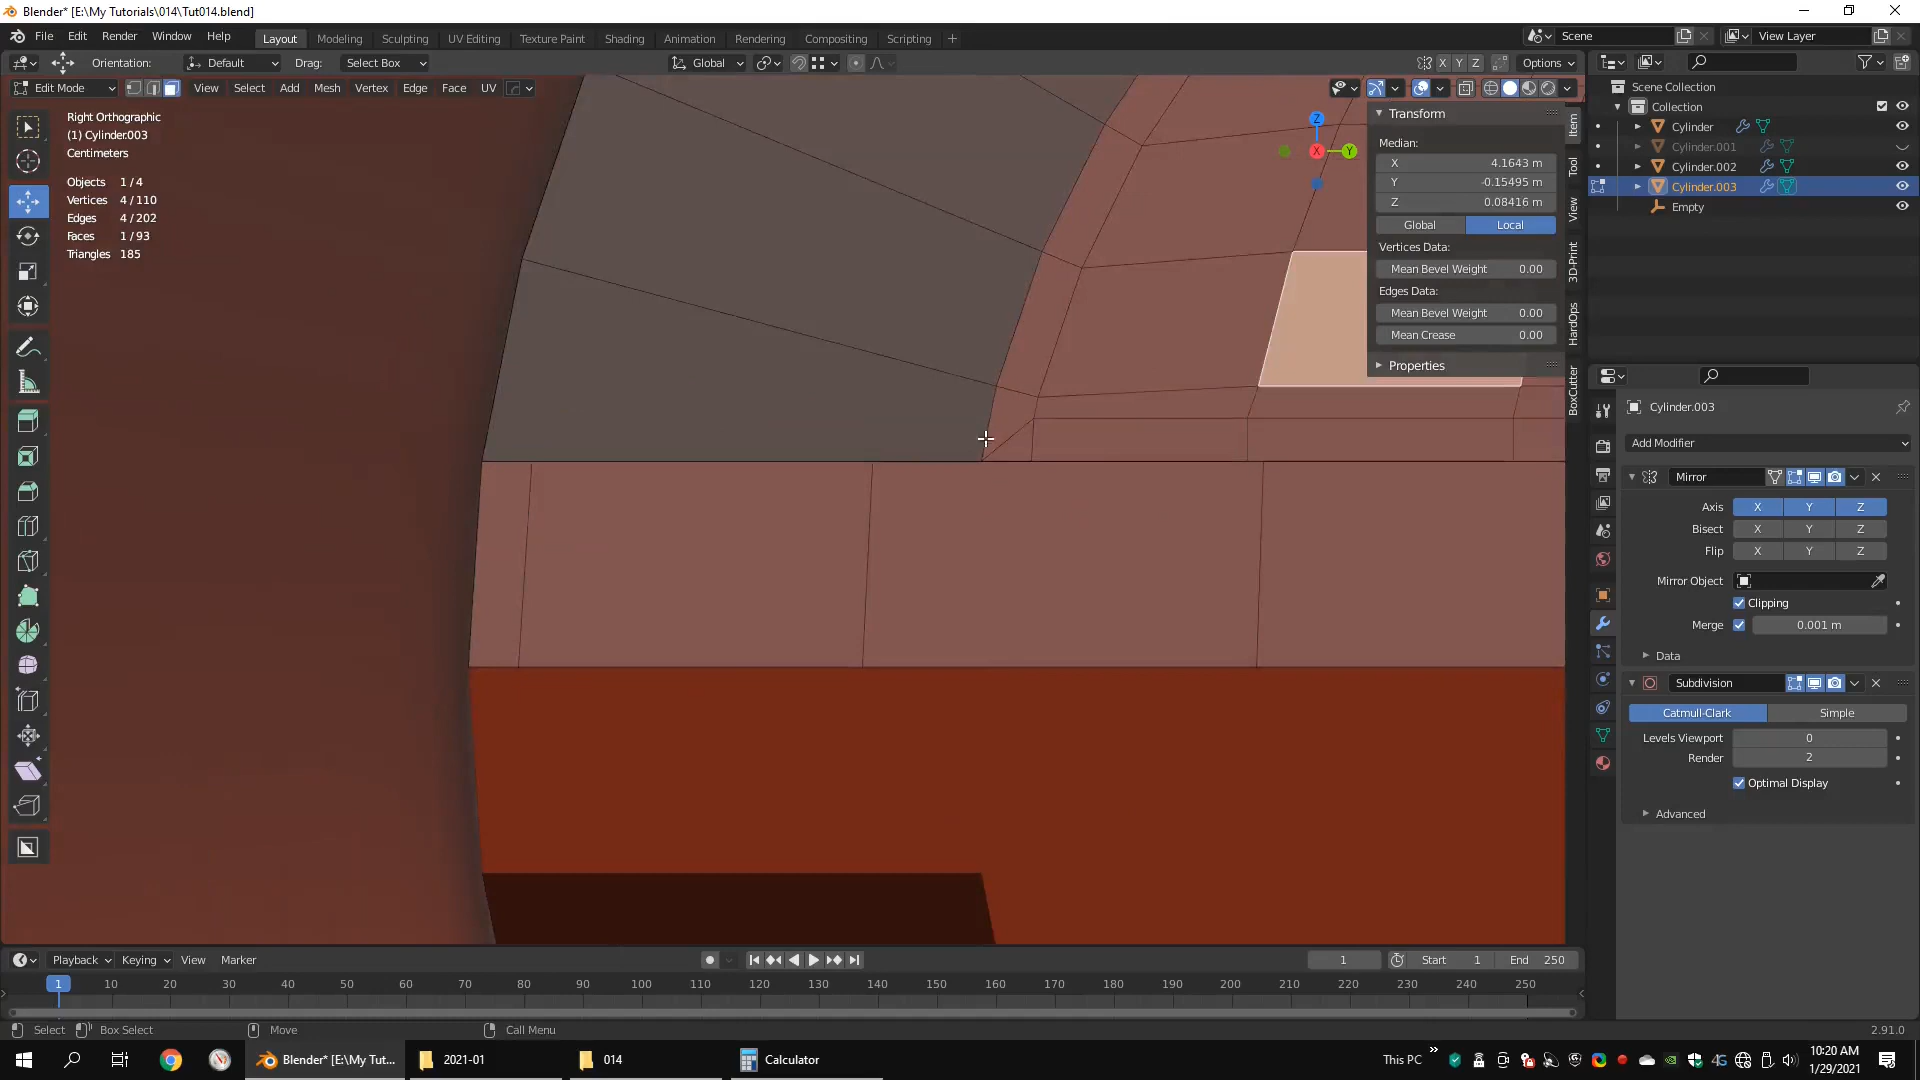 Blender* [E:\My Tutorials\014\Tut014.blend]
File Edit Render Window Help Layout Modeling Sculpting UV Editing Texture Paint Shading Animation Rendering Compositing Scripting + Scene View Layer
Orientation: Default Drag: Select Box Global X Y Z Options
Edit Mode View Select Add Mesh Vertex Edge Face UV
Right Orthographic
(1) Cylinder.003
Centimeters
Objects 1/4
Vertices 4/110
Edges 4/202
Faces 1/93
Triangles 185
Z
X
Y
Transform
Median:
X 4.1643 m
Y -0.15495 m
Z 0.08416 m
Global Local
Vertices Data:
Mean Bevel Weight 0.00
Edges Data:
Mean Bevel Weight 0.00
Mean Crease 0.00
Properties
Item
Tool
View
3D-Print
HardOps
BoxCutter
Scene Collection
Collection
Cylinder
Cylinder.001
Cylinder.002
Cylinder.003
Empty
Cylinder.003
Add Modifier
Mirror
Axis X Y Z
Bisect X Y Z
Flip X Y Z
Mirror Object
Clipping
Merge 0.001 m
Data
Subdivision
Catmull-Clark Simple
Levels Viewport 0
Render 2
Optimal Display
Advanced
Playback Keying View Marker 1 Start 1 End 250
1 10 20 30 40 50 60 70 80 90 100 110 120 130 140 150 160 170 180 190 200 210 220 230 240 250
Select Box Select Move Call Menu 2.91.0
Blender* [E:\My Tut... 2021-01 014 Calculator This PC 4G 10:20 AM
1/29/2021